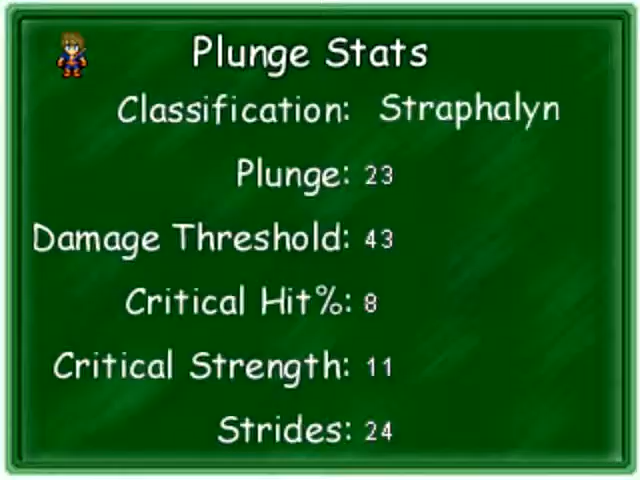 Plunge Stats
Classification: Straphalyn
Plunge: 23
Damage Threshold: 43
Critical Hit%: 8
Critical Strength: 11
Strides: 24